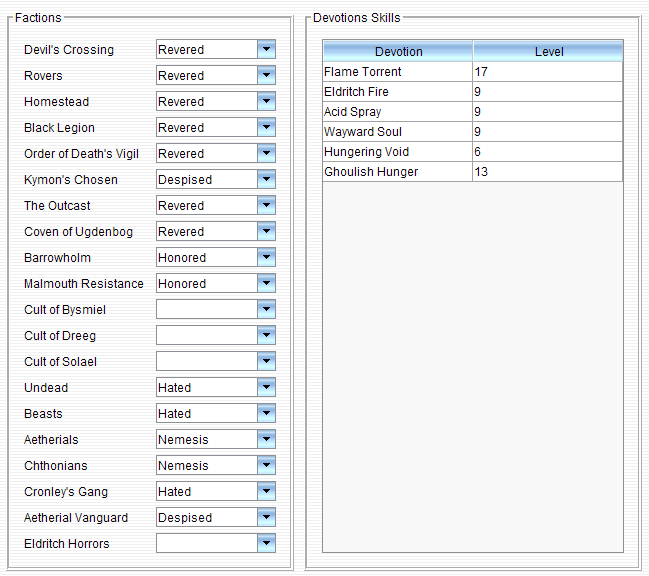 Factions
Devil's Crossing Revered
Rovers Revered
Homestead Revered
Black Legion Revered
Order of Death's Vigil Revered
Kymon's Chosen Despised
The Outcast Revered
Coven of Ugdenbog Revered
Barrowholm Honored
Malmouth Resistance Honored
Cult of Bysmiel
Cult of Dreeg
Cult of Solael
Undead Hated
Beasts Hated
Aetherials Nemesis
Chthonians Nemesis
Cronley's Gang Hated
Aetherial Vanguard Despised
Eldritch Horrors
Devotions Skills
Devotion Level
Flame Torrent 17
Eldritch Fire 9
Acid Spray 9
Wayward Soul 9
Hungering Void 6
Ghoulish Hunger 13